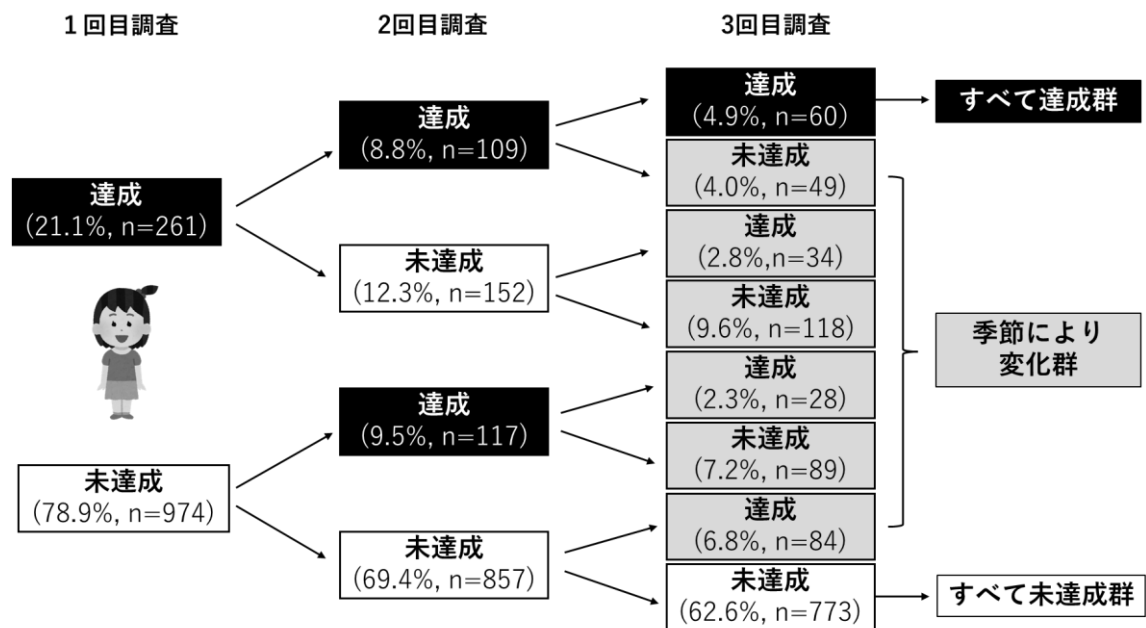 1回目調査
2回目調査
3回目調査
達成
(21.1%, n=261)
未達成
(78.9%, n=974)
達成
(8.8%, n=109)
未達成
(12.3%, n=152)
達成
(9.5%, n=117)
未達成
(69.4%, n=857)
達成
(4.9%, n=60)
未達成
(4.0%, n=49)
達成
(2.8%,n=34)
未達成
(9.6%, n=118)
達成
(2.3%, n=28)
未達成
(7.2%, n=89)
達成
(6.8%, n=84)
未達成
(62.6%, n=773)
すべて達成群
季節により
変化群
すべて未達成群